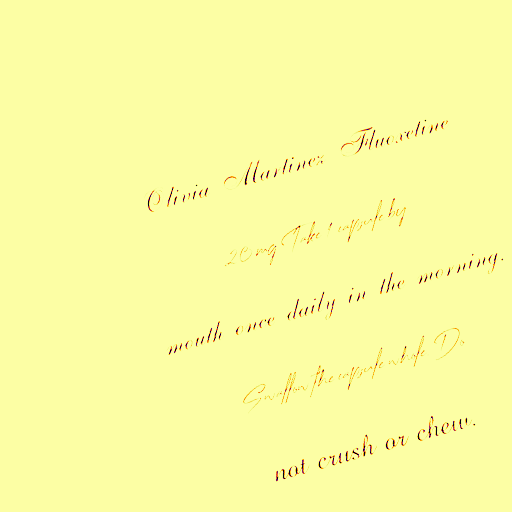 Olivia Martinez Fluoxetine
20 mg. Take 1 capsule by
mouth once daily in the morning.
Swallow the capsule whole. Do
not crush or chew.